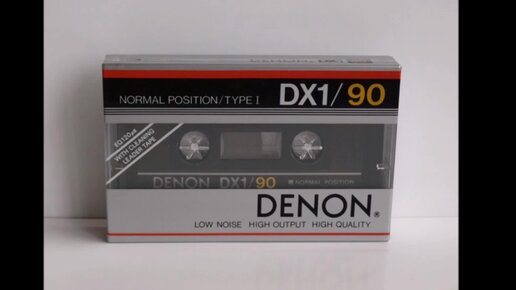 NORMAL POSITION/TYPE I DX1/90
EQ120μs
WITH CLEANING
LEADER TAPE
DENON DX1/90 ■ NORMAL POSITION
DENON®
LOW NOISE HIGH OUTPUT HIGH QUALITY